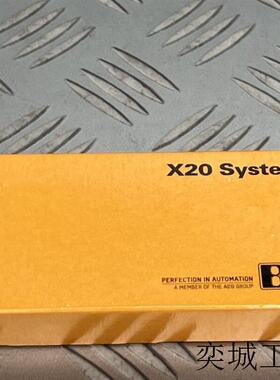 X20 Syste
PERFECTION IN AUTOMATION
A MEMBER OF THE ABB GROUP
B
奕城工